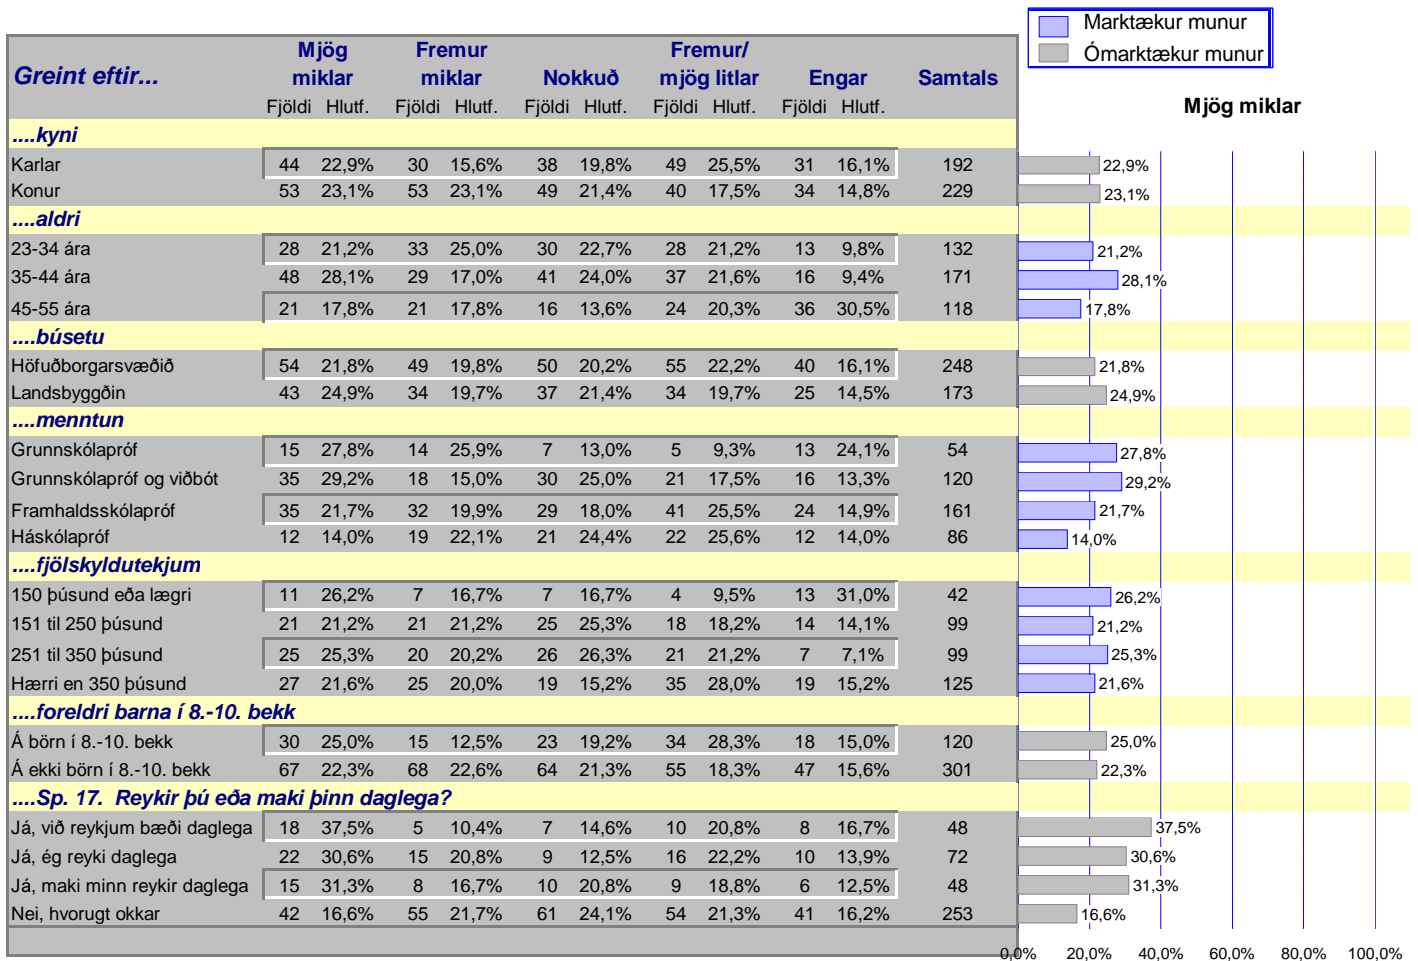 Marktækur munur
Ómarktækur munur
Mjög Fremur Fremur/
Greint eftir... miklar miklar Nokkuð mjög litlar Engar Samtals
Fjöldi Hlutf. Fjöldi Hlutf. Fjöldi Hlutf. Fjöldi Hlutf. Fjöldi Hlutf. Mjög miklar
....kyni
Karlar 44 22,9% 30 15,6% 38 19,8% 49 25,5% 31 16,1% 192 22,9%
Konur 53 23,1% 53 23,1% 49 21,4% 40 17,5% 34 14,8% 229 23,1%
....aldri
23-34 ára 28 21,2% 33 25,0% 30 22,7% 28 21,2% 13 9,8% 132 21,2%
35-44 ára 48 28,1% 29 17,0% 41 24,0% 37 21,6% 16 9,4% 171 28,1%
45-55 ára 21 17,8% 21 17,8% 16 13,6% 24 20,3% 36 30,5% 118 17,8%
....búsetu
Höfuðborgarsvæðið 54 21,8% 49 19,8% 50 20,2% 55 22,2% 40 16,1% 248 21,8%
Landsbyggðin 43 24,9% 34 19,7% 37 21,4% 34 19,7% 25 14,5% 173 24,9%
....menntun
Grunnskólapróf 15 27,8% 14 25,9% 7 13,0% 5 9,3% 13 24,1% 54 27,8%
Grunnskólapróf og viðbót 35 29,2% 18 15,0% 30 25,0% 21 17,5% 16 13,3% 120 29,2%
Framhaldsskólapróf 35 21,7% 32 19,9% 29 18,0% 41 25,5% 24 14,9% 161 21,7%
Háskólapróf 12 14,0% 19 22,1% 21 24,4% 22 25,6% 12 14,0% 86 14,0%
....fjölskyldutekjum
150 þúsund eða lægri 11 26,2% 7 16,7% 7 16,7% 4 9,5% 13 31,0% 42 26,2%
151 til 250 þúsund 21 21,2% 21 21,2% 25 25,3% 18 18,2% 14 14,1% 99 21,2%
251 til 350 þúsund 25 25,3% 20 20,2% 26 26,3% 21 21,2% 7 7,1% 99 25,3%
Hærri en 350 þúsund 27 21,6% 25 20,0% 19 15,2% 35 28,0% 19 15,2% 125 21,6%
....foreldri barna í 8.-10. bekk
Á börn í 8.-10. bekk 30 25,0% 15 12,5% 23 19,2% 34 28,3% 18 15,0% 120 25,0%
Á ekki börn í 8.-10. bekk 67 22,3% 68 22,6% 64 21,3% 55 18,3% 47 15,6% 301 22,3%
....Sp. 17. Reykir þú eða maki þinn daglega?
Já, við reykjum bæði daglega 18 37,5% 5 10,4% 7 14,6% 10 20,8% 8 16,7% 48 37,5%
Já, ég reyki daglega 22 30,6% 15 20,8% 9 12,5% 16 22,2% 10 13,9% 72 30,6%
Já, maki minn reykir daglega 15 31,3% 8 16,7% 10 20,8% 9 18,8% 6 12,5% 48 31,3%
Nei, hvorugt okkar 42 16,6% 55 21,7% 61 24,1% 54 21,3% 41 16,2% 253 16,6%
0,0% 20,0% 40,0% 60,0% 80,0% 100,0%